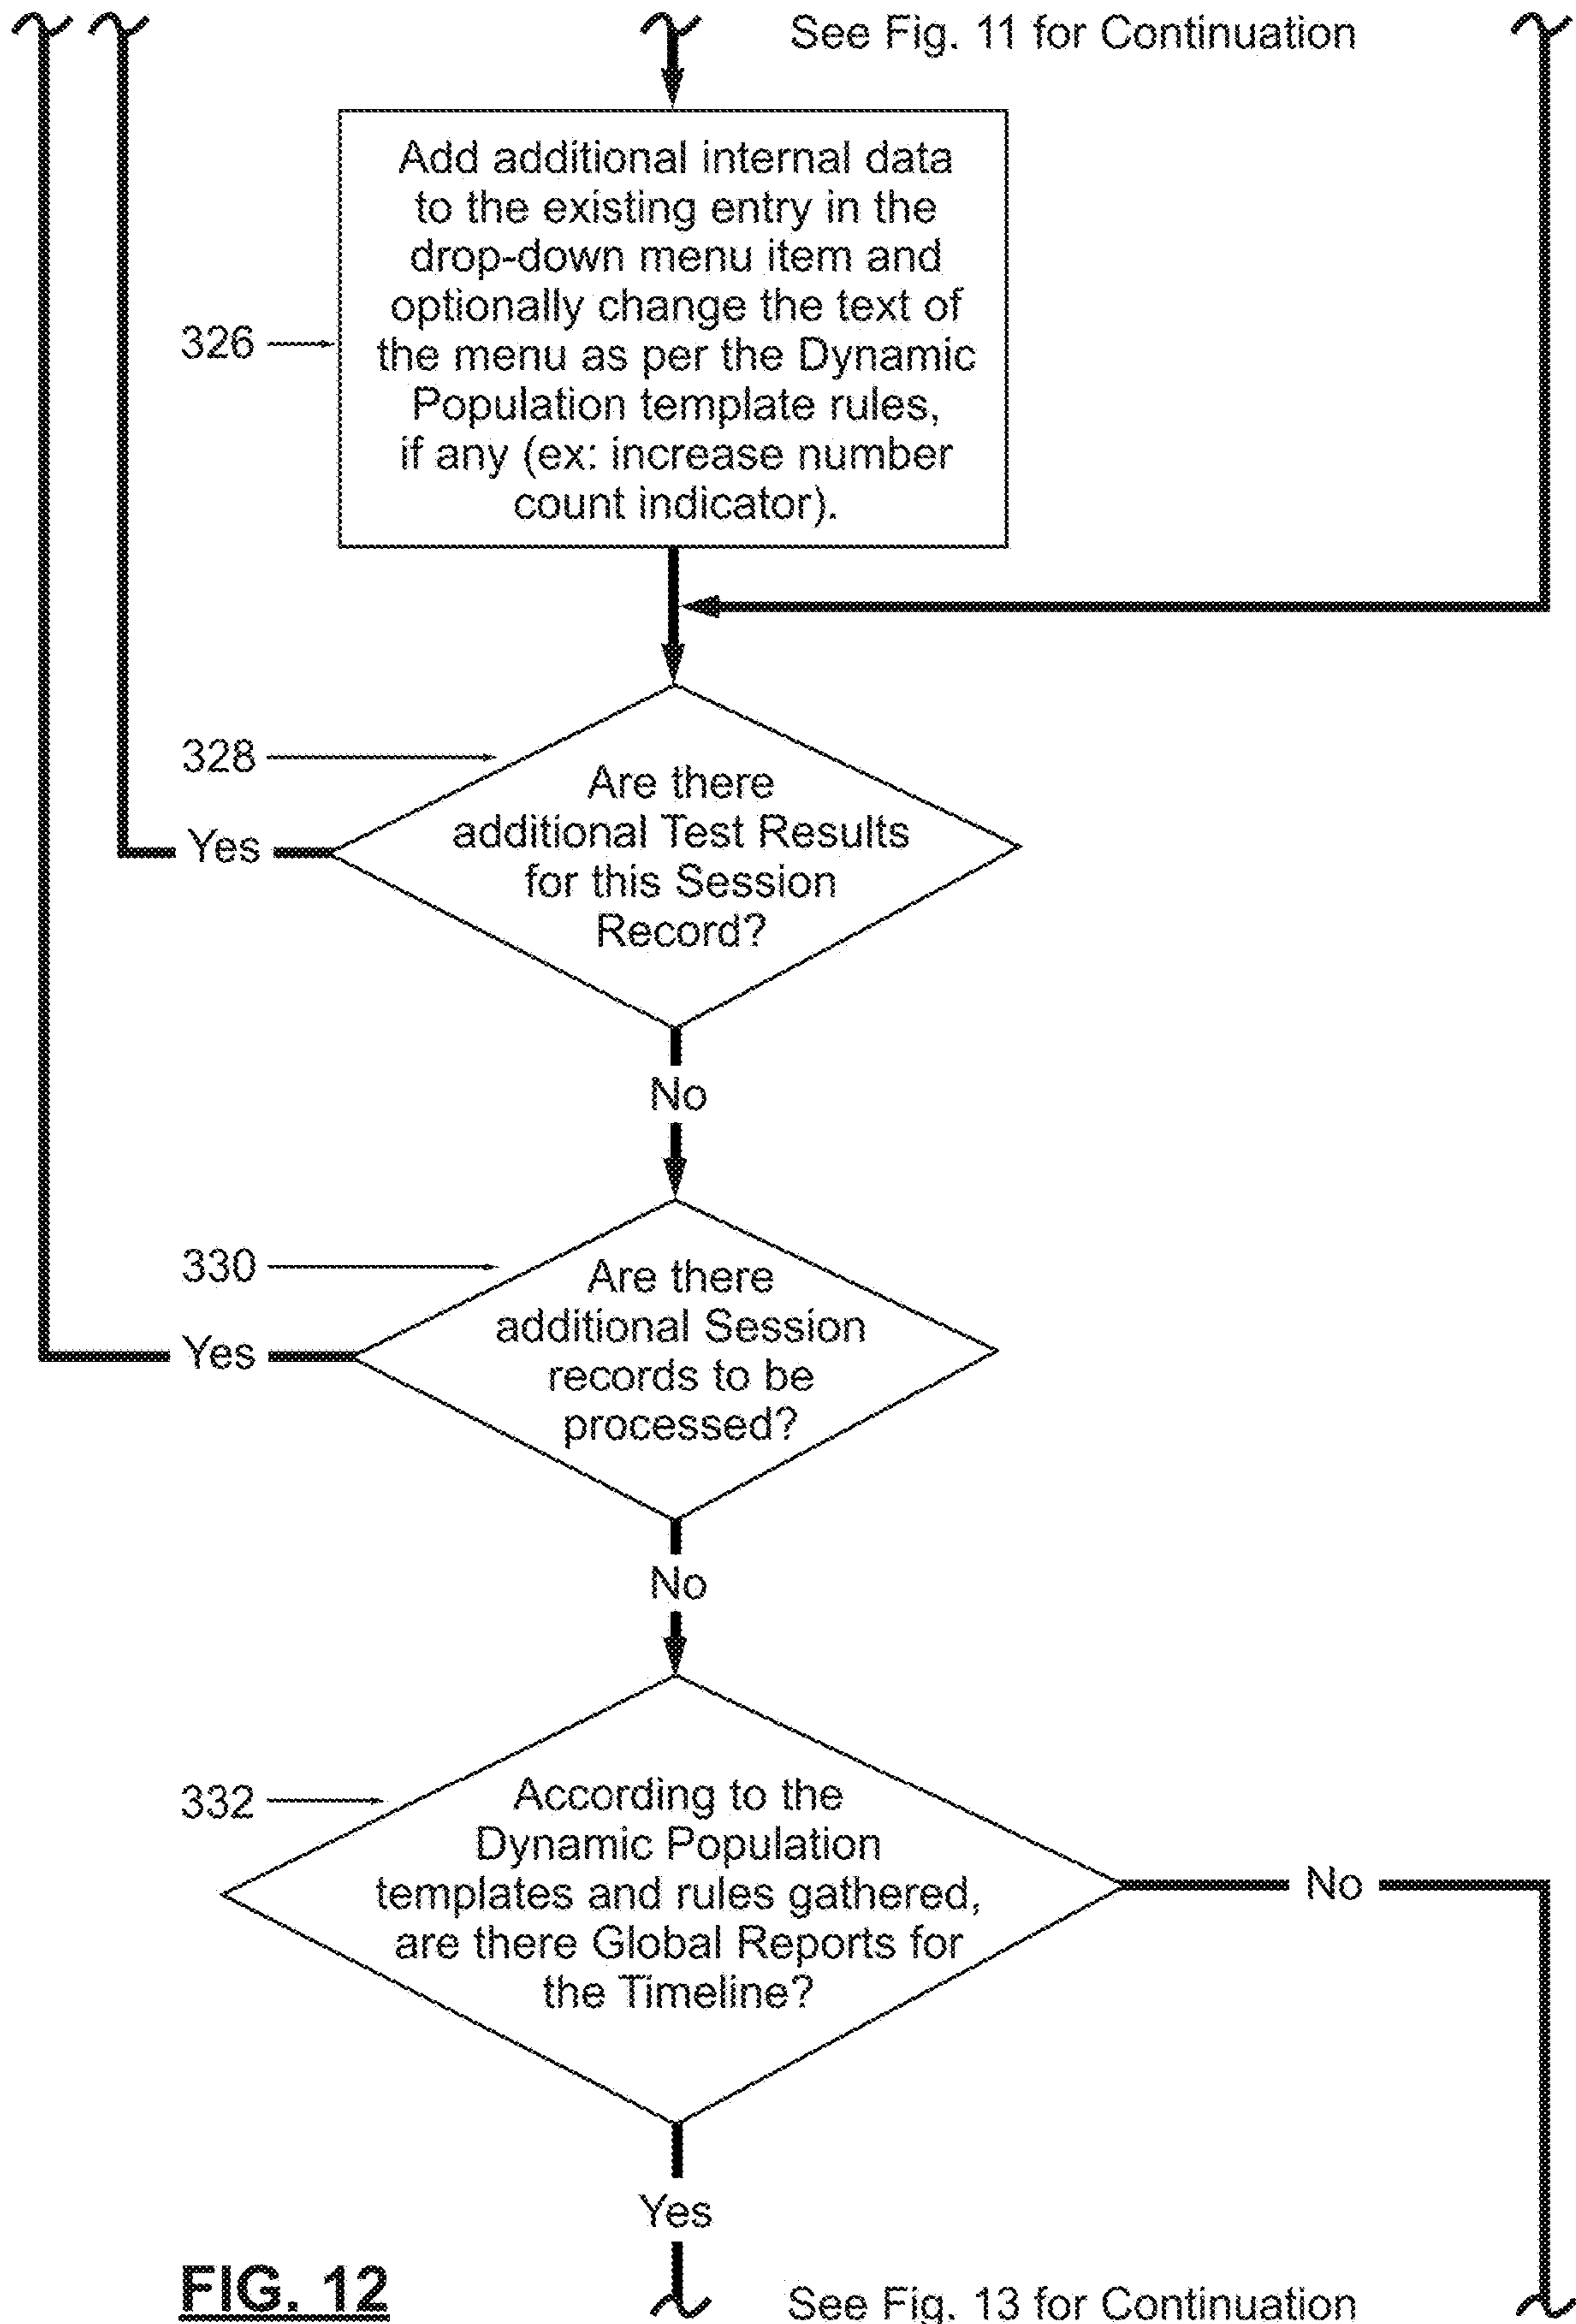 See Fig. 11 for Continuation
Add additional internal data
to the existing entry in the
drop-down menu item and
optionally change the text of
the menu as per the Dynamic
Population template rules,
if any (ex: increase number
count indicator).
326
328
Are there
additional Test Results
for this Session
Record?
Yes
No
330
Are there
additional Session
records to be
processed?
Yes
No
332
According to the
Dynamic Population
templates and rules gathered,
are there Global Reports for
the Timeline?
No
Yes
FIG. 12
See Fig. 13 for Continuation